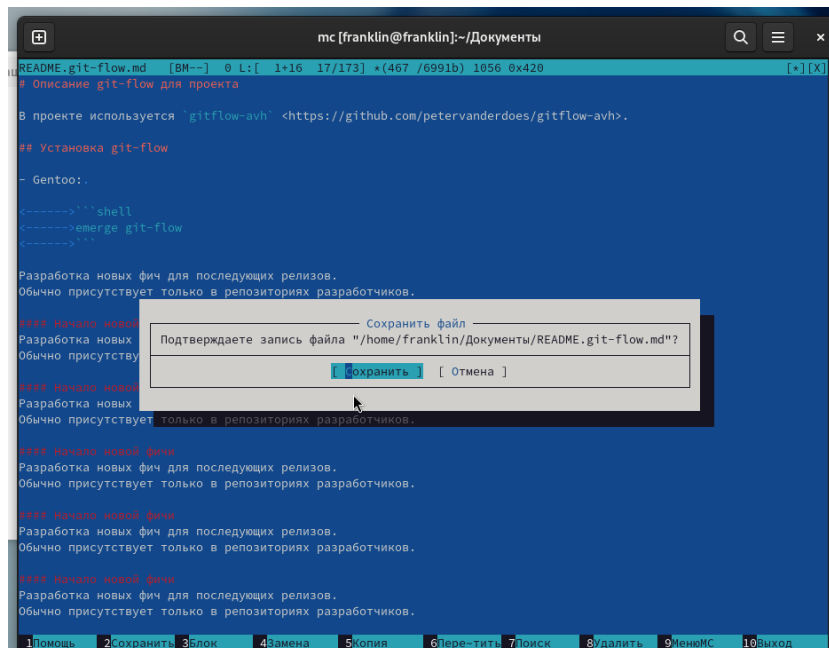 mc [franklin@franklin]:~/Документы
README.git-flow.md [BM--] 0 L:[ 1+16 17/173] *(467 /6991b) 1056 0x420 [*][X]
# Описание git-flow для проекта
В проекте используется `gitflow-avh` <https://github.com/petervanderdoes/gitflow-avh>.
## Установка git-flow
- Gentoo:.
<------>```shell
<------>emerge git-flow
<------>```
Разработка новых фич для последующих релизов.
Обычно присутствует только в репозиториях разработчиков.
#### Начало новой
Разработка новых
Обычно присутству
#### Начало новой
Разработка новых
Обычно присутствует только в репозиториях разработчиков.
Сохранить файл
Подтверждаете запись файла "/home/franklin/Документы/README.git-flow.md"?
[ Сохранить ] [ Отмена ]
#### Начало новой фичи
Разработка новых фич для последующих релизов.
Обычно присутствует только в репозиториях разработчиков.
#### Начало новой фичи
Разработка новых фич для последующих релизов.
Обычно присутствует только в репозиториях разработчиков.
#### Начало новой фичи
Разработка новых фич для последующих релизов.
Обычно присутствует только в репозиториях разработчиков.
1Помощь 2Сохранить 3Блок 4Замена 5Копия 6Пере~тить 7Поиск 8Удалить 9МенюMC 10Выход